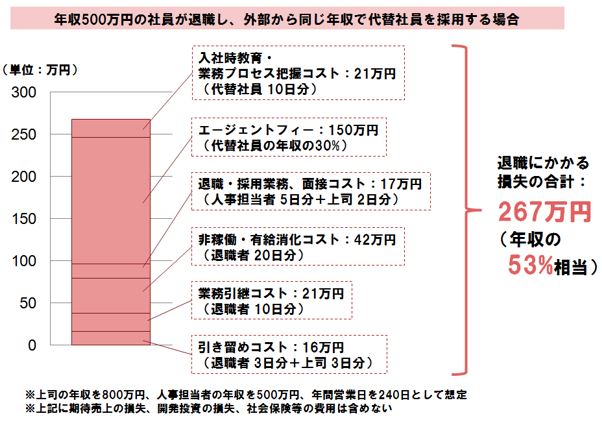 年収500万円の社員が退職し、外部から同じ年収で代替社員を採用する場合
(単位：万円)
300
250
200
150
100
50
0
入社時教育・
業務プロセス把握コスト：21万円
(代替社員 10日分)
エージェントフィー：150万円
(代替社員の年収の30%)
退職・採用業務、面接コスト：17万円
(人事担当者 5日分＋上司 2日分)
非稼働・有給消化コスト：42万円
(退職者 20日分)
業務引継コスト：21万円
(退職者 10日分)
引き留めコスト：16万円
(退職者 3日分＋上司 3日分)
退職にかかる
損失の合計：
267万円
(年収の
53%相当)
※上司の年収を800万円、人事担当者の年収を500万円、年間営業日を240日として想定
※上記に期待売上の損失、開発投資の損失、社会保険等の費用は含めない